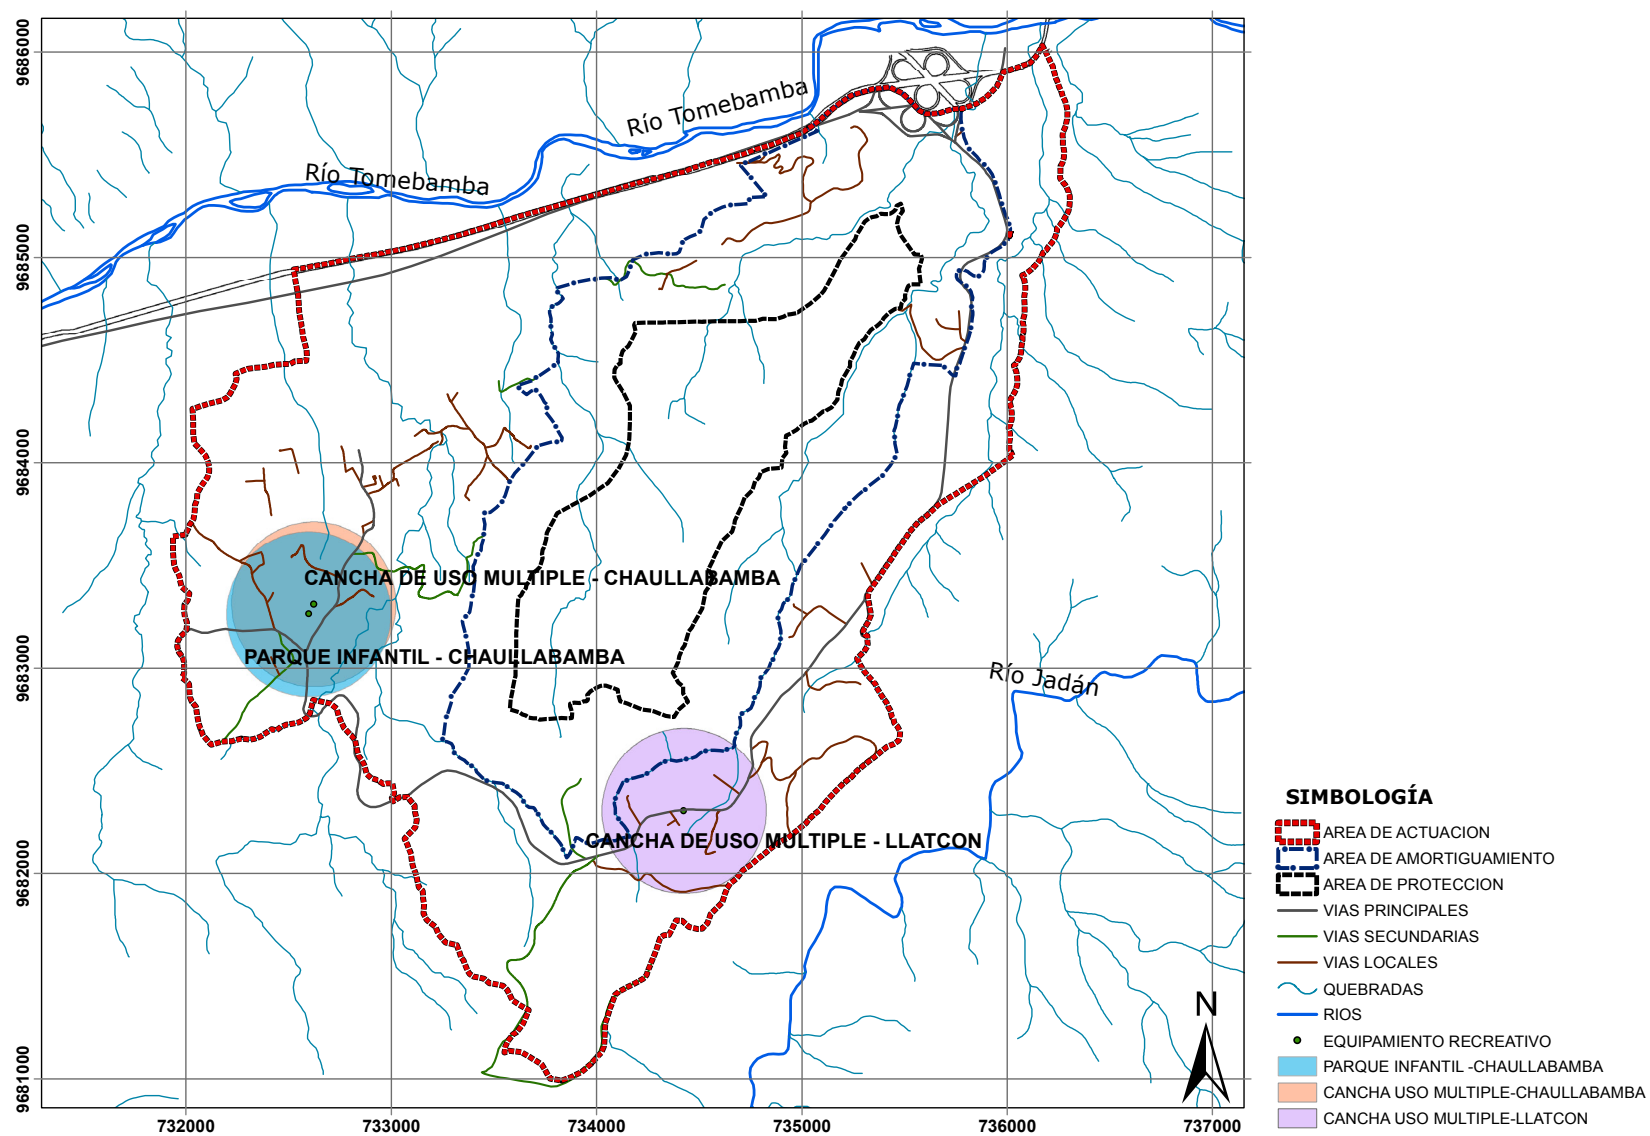 9686000
9685000
9684000
9683000
9682000
9681000
Río Tomebamba
Río Tomebamba
CANCHA DE USO MULTIPLE - CHAULLABAMBA
PARQUE INFANTIL - CHAULLABAMBA
Río Jadán
CANCHA DE USO MULTIPLE - LLATCON
732000
733000
734000
735000
736000
737000
N
SIMBOLOGÍA
AREA DE ACTUACION
AREA DE AMORTIGUAMIENTO
AREA DE PROTECCION
VIAS PRINCIPALES
VIAS SECUNDARIAS
VIAS LOCALES
QUEBRADAS
RIOS
EQUIPAMIENTO RECREATIVO
PARQUE INFANTIL -CHAULLABAMBA
CANCHA USO MULTIPLE-CHAULLABAMBA
CANCHA USO MULTIPLE-LLATCON